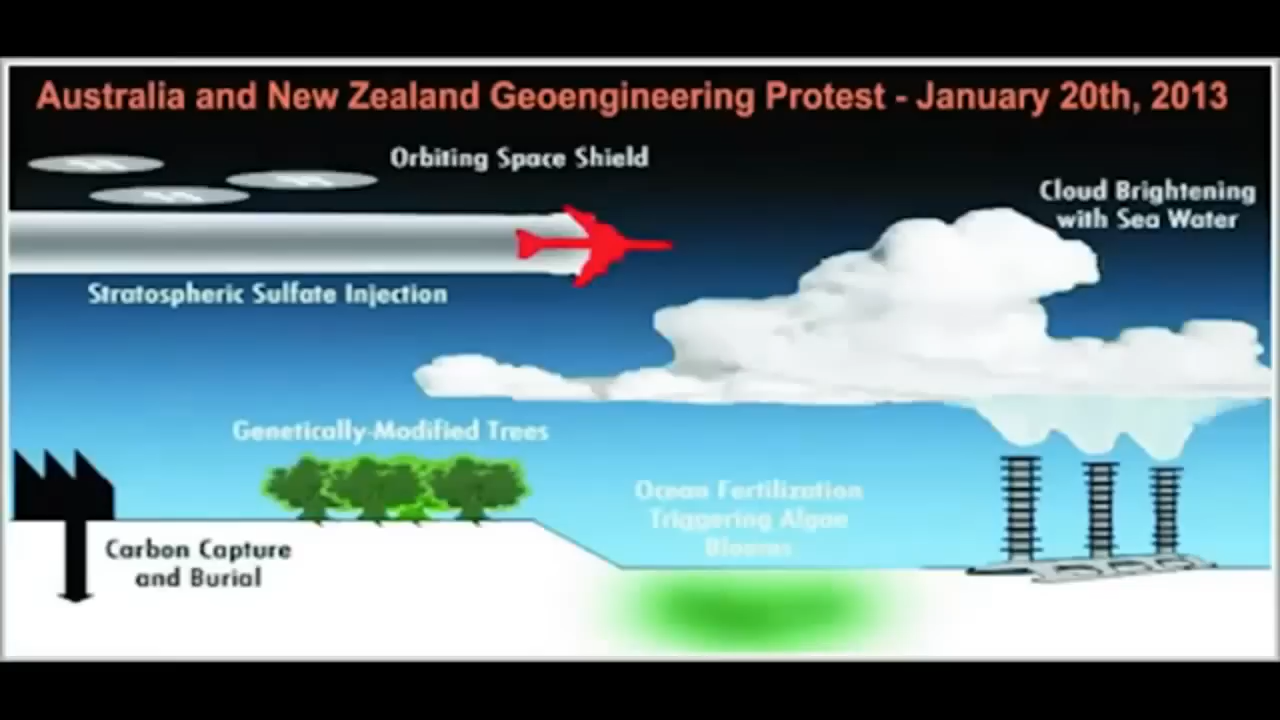 Australia and New Zealand Geoengineering Protest - January 20th, 2013
Orbiting Space Shield
Cloud Brightening
with Sea Water
Stratospheric Sulfate Injection
Genetically-Modified Trees
Ocean Fertilization
Triggering Algae
Blooms
Carbon Capture
and Burial